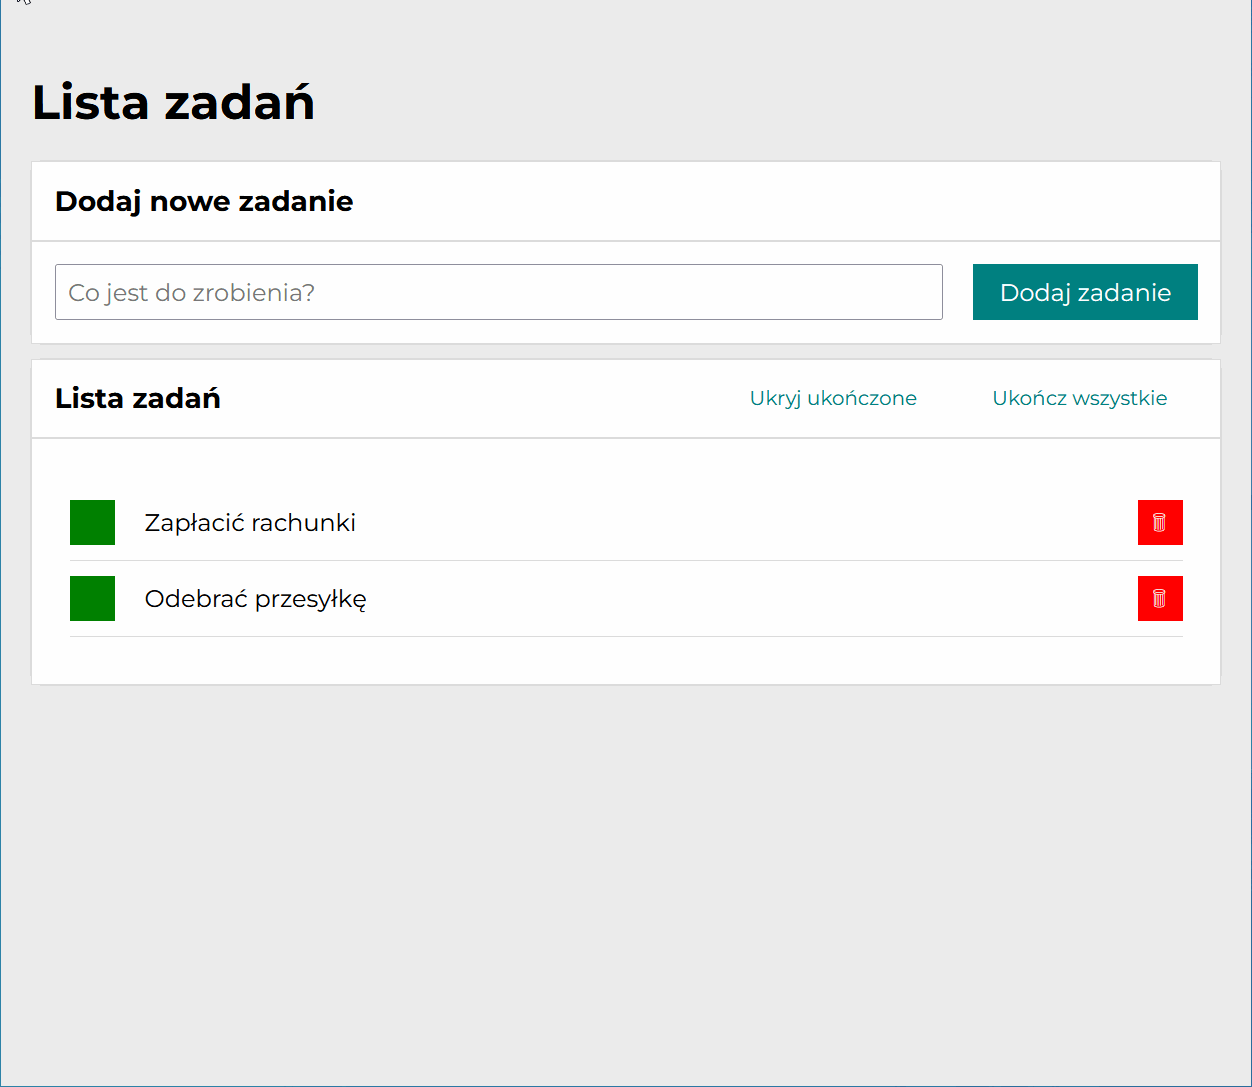 Lista zadań
Dodaj nowe zadanie
Co jest do zrobienia?
Dodaj zadanie
Lista zadań
Ukryj ukończone
Ukończ wszystkie
Zapłacić rachunki
Odebrać przesyłkę